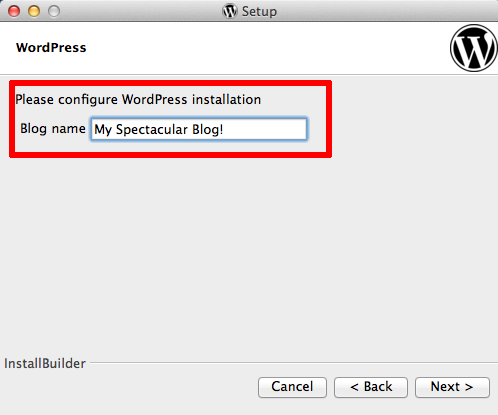 Setup
WordPress
Please configure WordPress installation
Blog name My Spectacular Blog!
InstallBuilder
Cancel < Back Next >